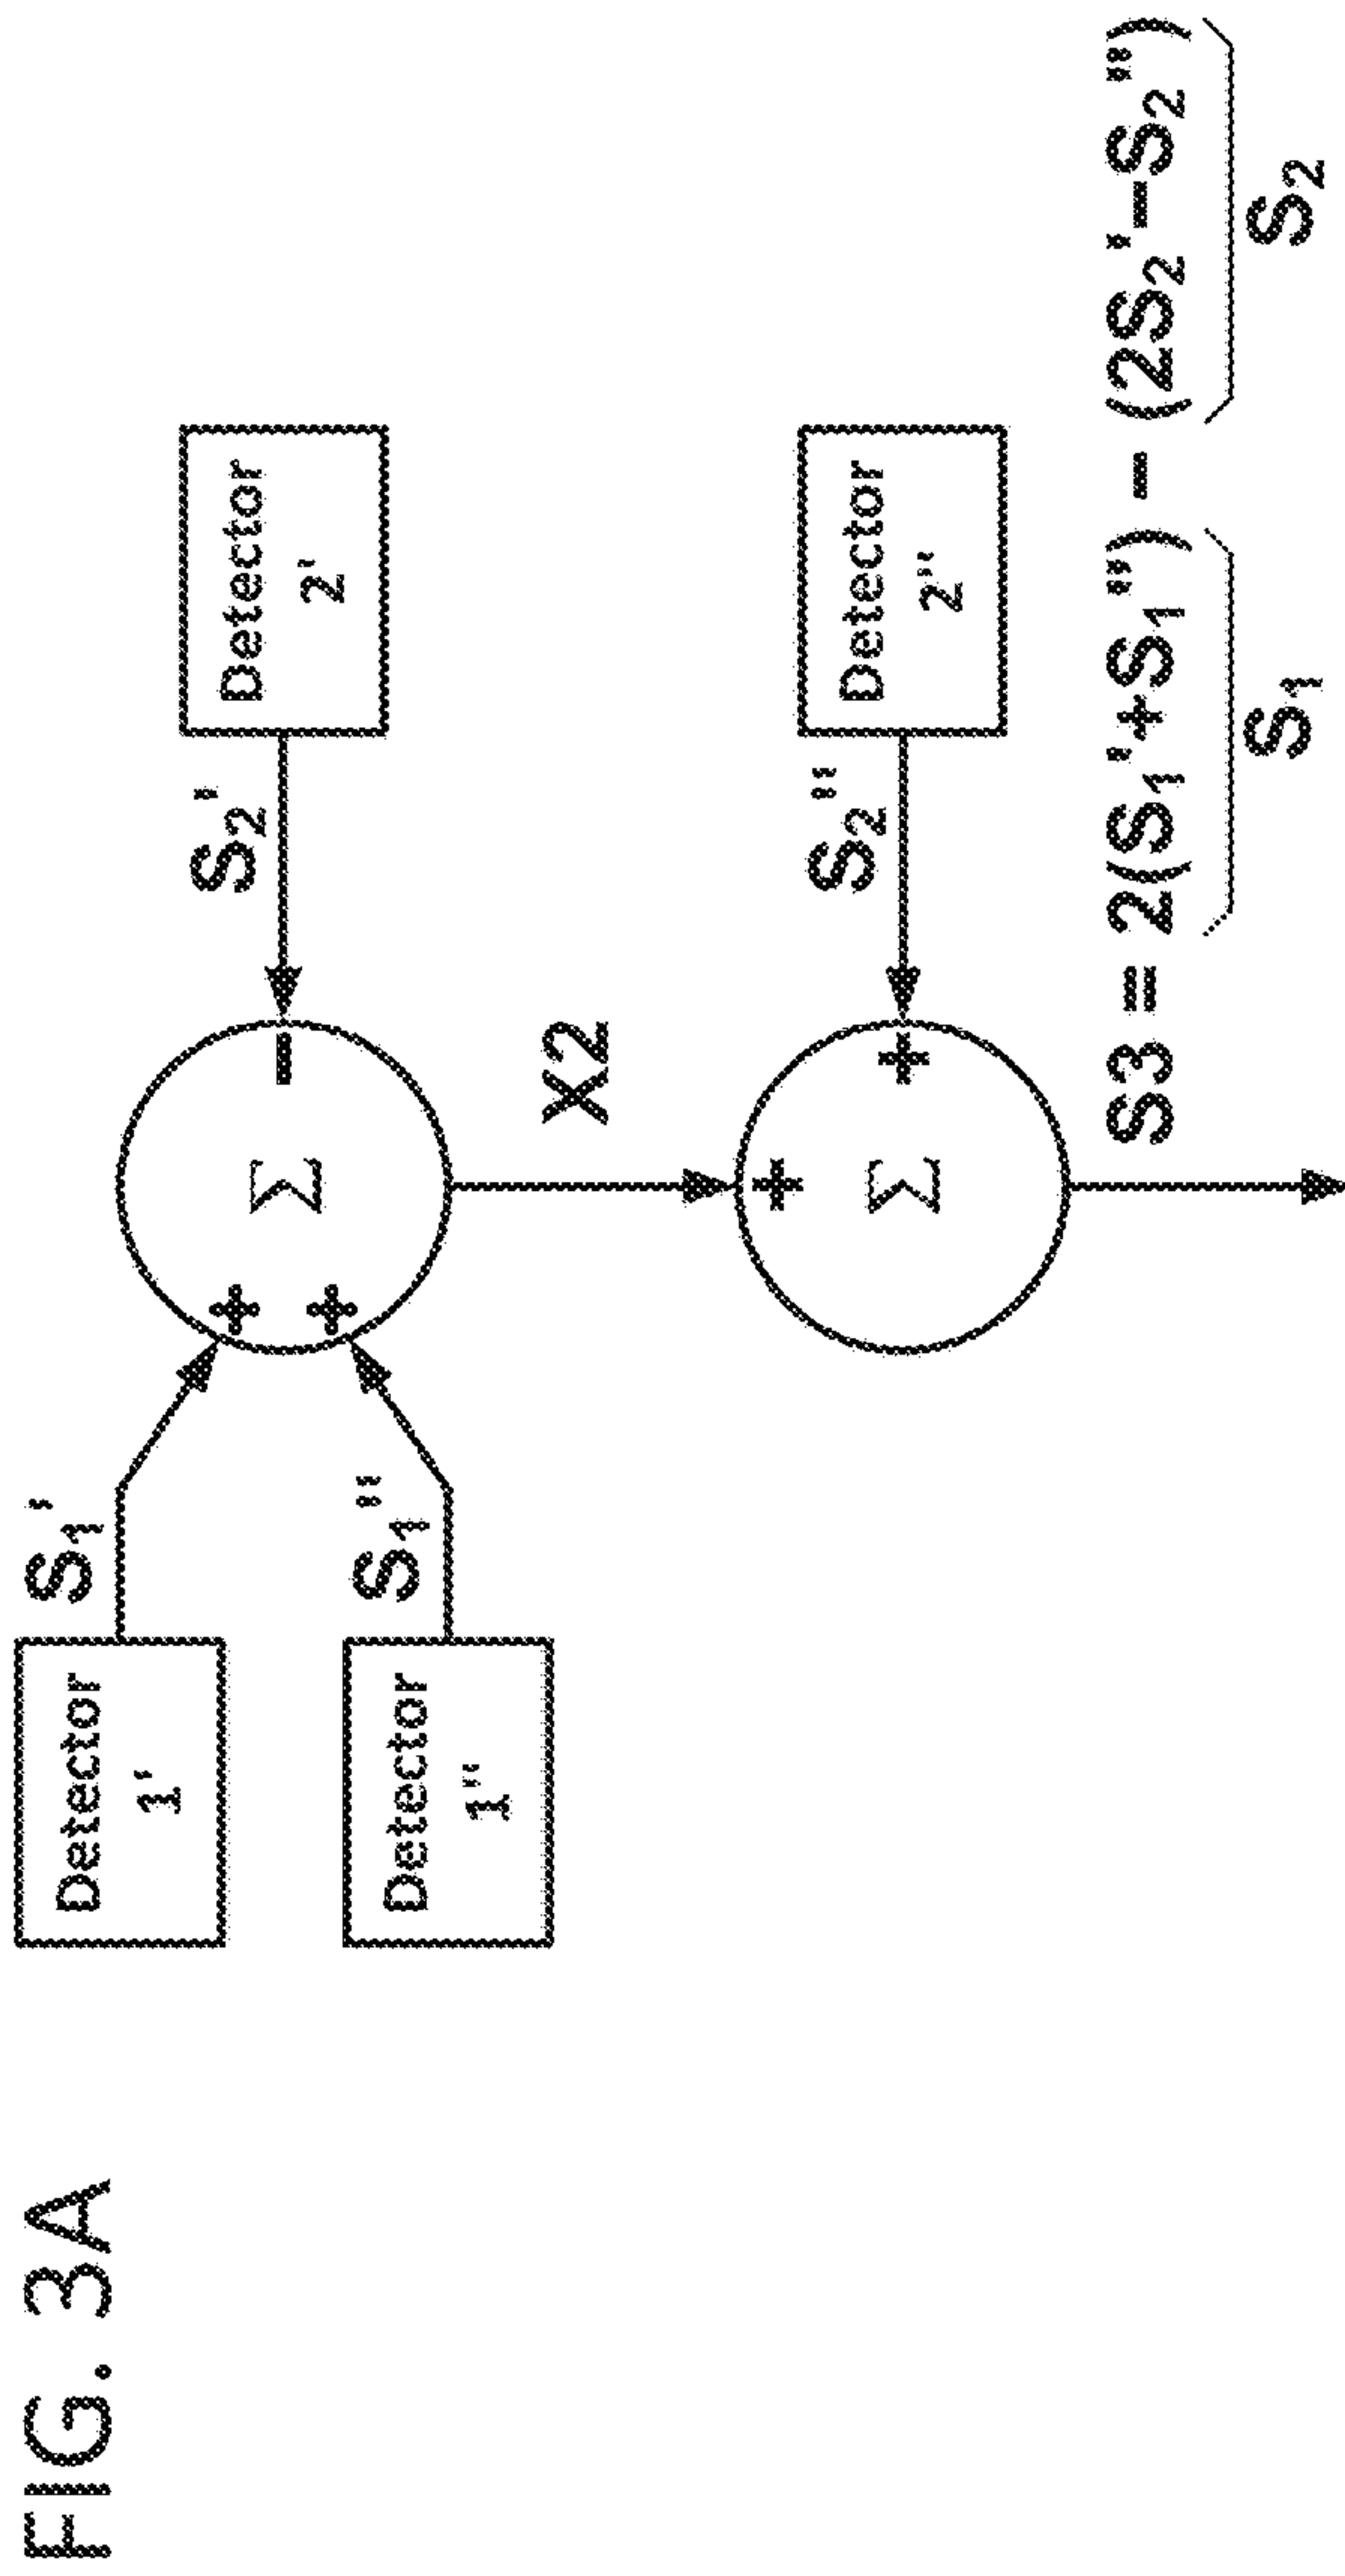 FIG. 3A
Detector
1'
S₁'
Detector
1"
S₁"
+
+
Σ
−
S₂'
Detector
2'
X2
+
Σ
+
S₂"
Detector
2"
S3 = 2(S₁'+S₁") − (2S₂'−S₂")
S₁
S₂